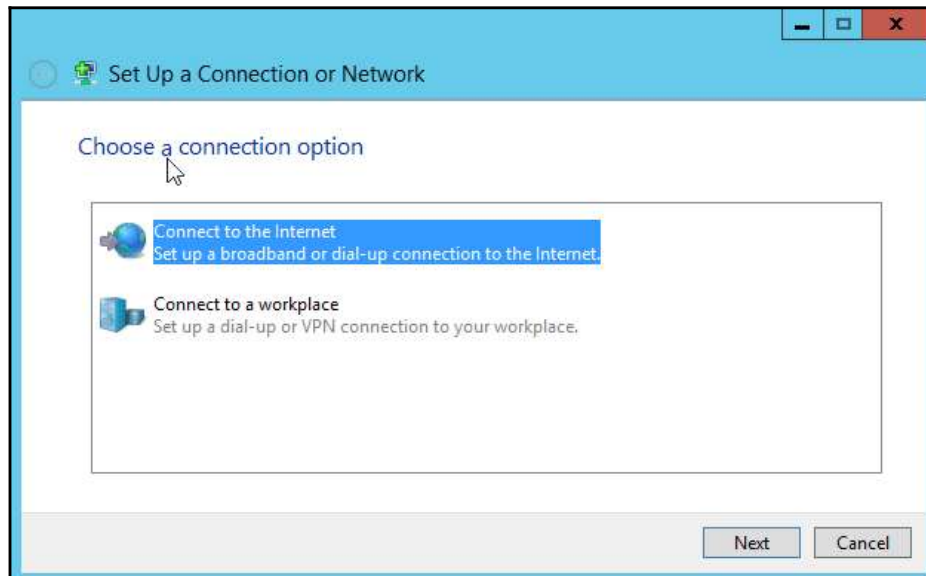 Set Up a Connection or Network
Choose a connection option
Connect to the Internet
Set up a broadband or dial-up connection to the Internet.
Connect to a workplace
Set up a dial-up or VPN connection to your workplace.
Next Cancel